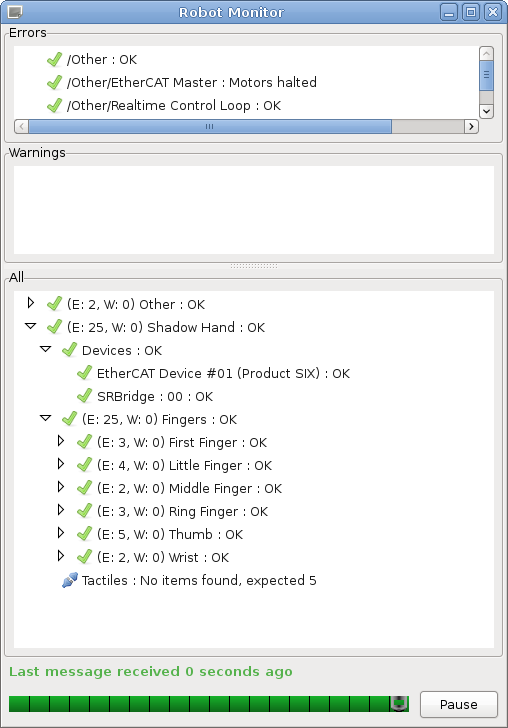 Robot Monitor
Errors
/Other : OK
/Other/EtherCAT Master : Motors halted
/Other/Realtime Control Loop : OK
Warnings
All
(E: 2, W: 0) Other : OK
(E: 25, W: 0) Shadow Hand : OK
Devices : OK
EtherCAT Device #01 (Product SIX) : OK
SRBridge : 00 : OK
(E: 25, W: 0) Fingers : OK
(E: 3, W: 0) First Finger : OK
(E: 4, W: 0) Little Finger : OK
(E: 2, W: 0) Middle Finger : OK
(E: 3, W: 0) Ring Finger : OK
(E: 5, W: 0) Thumb : OK
(E: 2, W: 0) Wrist : OK
Tactiles : No items found, expected 5
Last message received 0 seconds ago
Pause